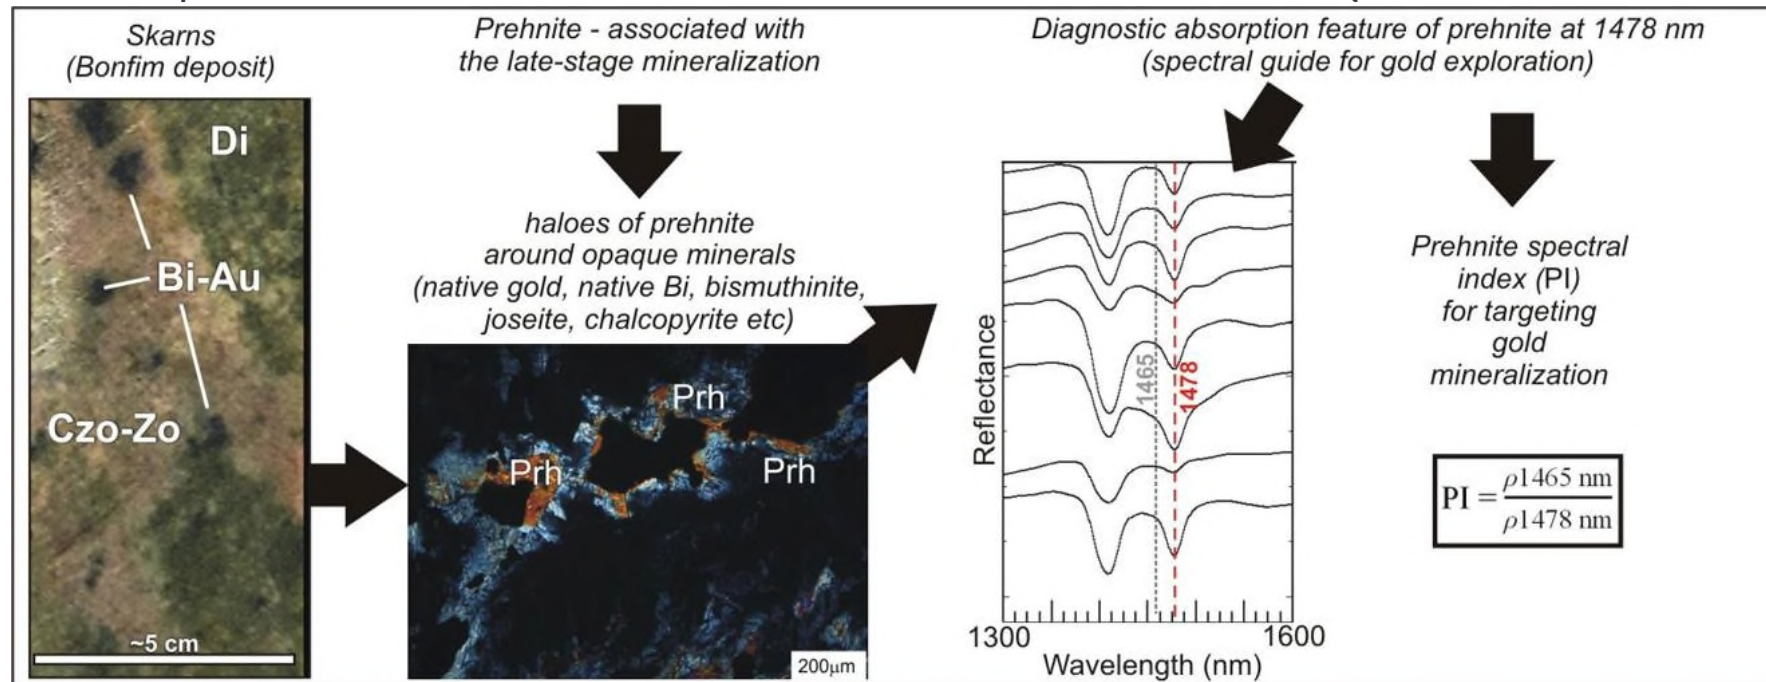 Skarns
(Bonfim deposit)
Di
Bi-Au
Czo-Zo
~5 cm
Prehnite - associated with
the late-stage mineralization
haloes of prehnite
around opaque minerals
(native gold, native Bi, bismuthinite,
joseite, chalcopyrite etc)
Prh
Prh
Prh
200µm
Diagnostic absorption feature of prehnite at 1478 nm
(spectral guide for gold exploration)
Reflectance
1465
1478
1300
1600
Wavelength (nm)
Prehnite spectral
index (PI)
for targeting
gold
mineralization
PI = ρ1465 nm
ρ1478 nm